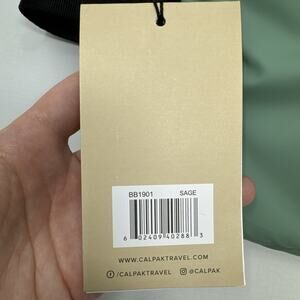 BB1901 SAGE
6 02409 40288 3
WWW.CALPAKTRAVEL.COM
/CALPAKTRAVEL @CALPAK